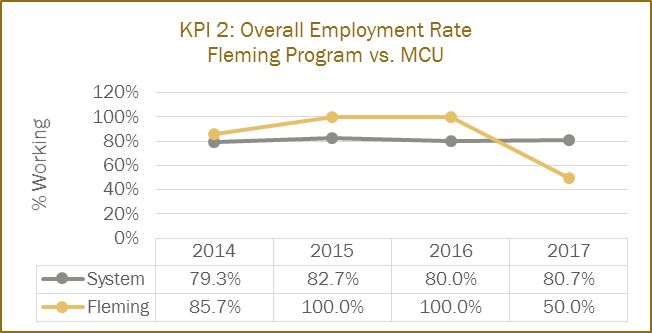 KPI 2: Overall Employment Rate
Fleming Program vs. MCU
% Working
120%
100%
80%
60%
40%
20%
0%
2014 2015 2016 2017
System 79.3% 82.7% 80.0% 80.7%
Fleming 85.7% 100.0% 100.0% 50.0%